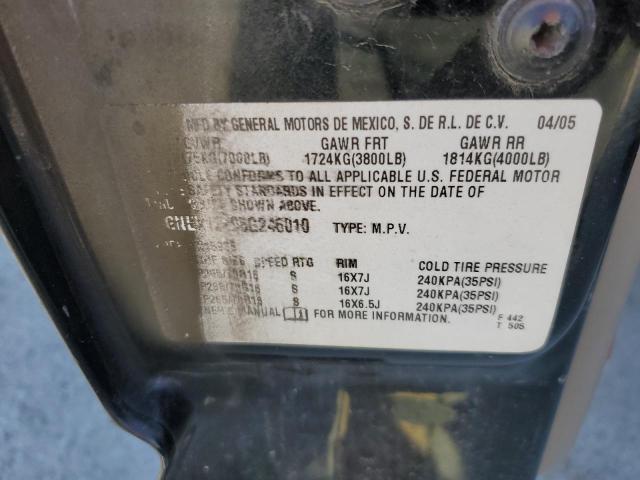 MFD BY GENERAL MOTORS DE MEXICO, S. DE R.L. DE C.V. 04/05
GVWR GAWR FRT GAWR RR
(7000LB) 1724KG(3800LB) 1814KG(4000LB)
CONFORMS TO ALL APPLICABLE U.S. FEDERAL MOTOR
SAFETY STANDARDS IN EFFECT ON THE DATE OF
SHOWN ABOVE.
TYPE: M.P.V.
SIZE SPEED RTG RIM COLD TIRE PRESSURE
S 16X7J 240KPA(35PSI)
S 16X7J 240KPA(35PSI)
S 16X6.5J 240KPA(35PSI)
MANUAL FOR MORE INFORMATION.
F 442
T 505